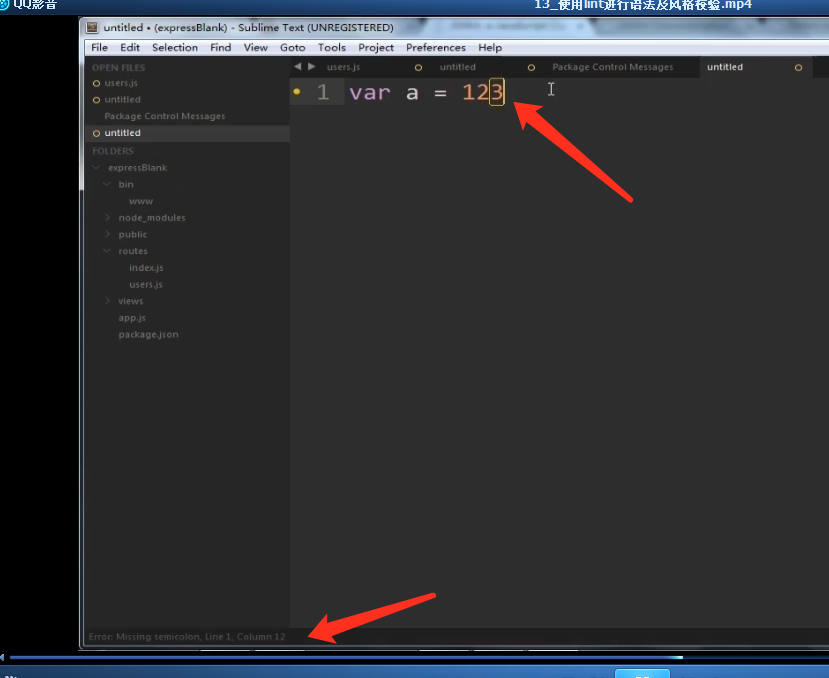 QQ影音
13_使用lint进行语法及风格校验.mp4
untitled • (expressBlank) - Sublime Text (UNREGISTERED)
File Edit Selection Find View Goto Tools Project Preferences Help
OPEN FILES
users.js
untitled
Package Control Messages
untitled
FOLDERS
expressBlank
bin
www
node_modules
public
routes
index.js
users.js
views
app.js
package.json
users.js untitled Package Control Messages untitled
1 var a = 123
Error: Missing semicolon, Line 1, Column 12